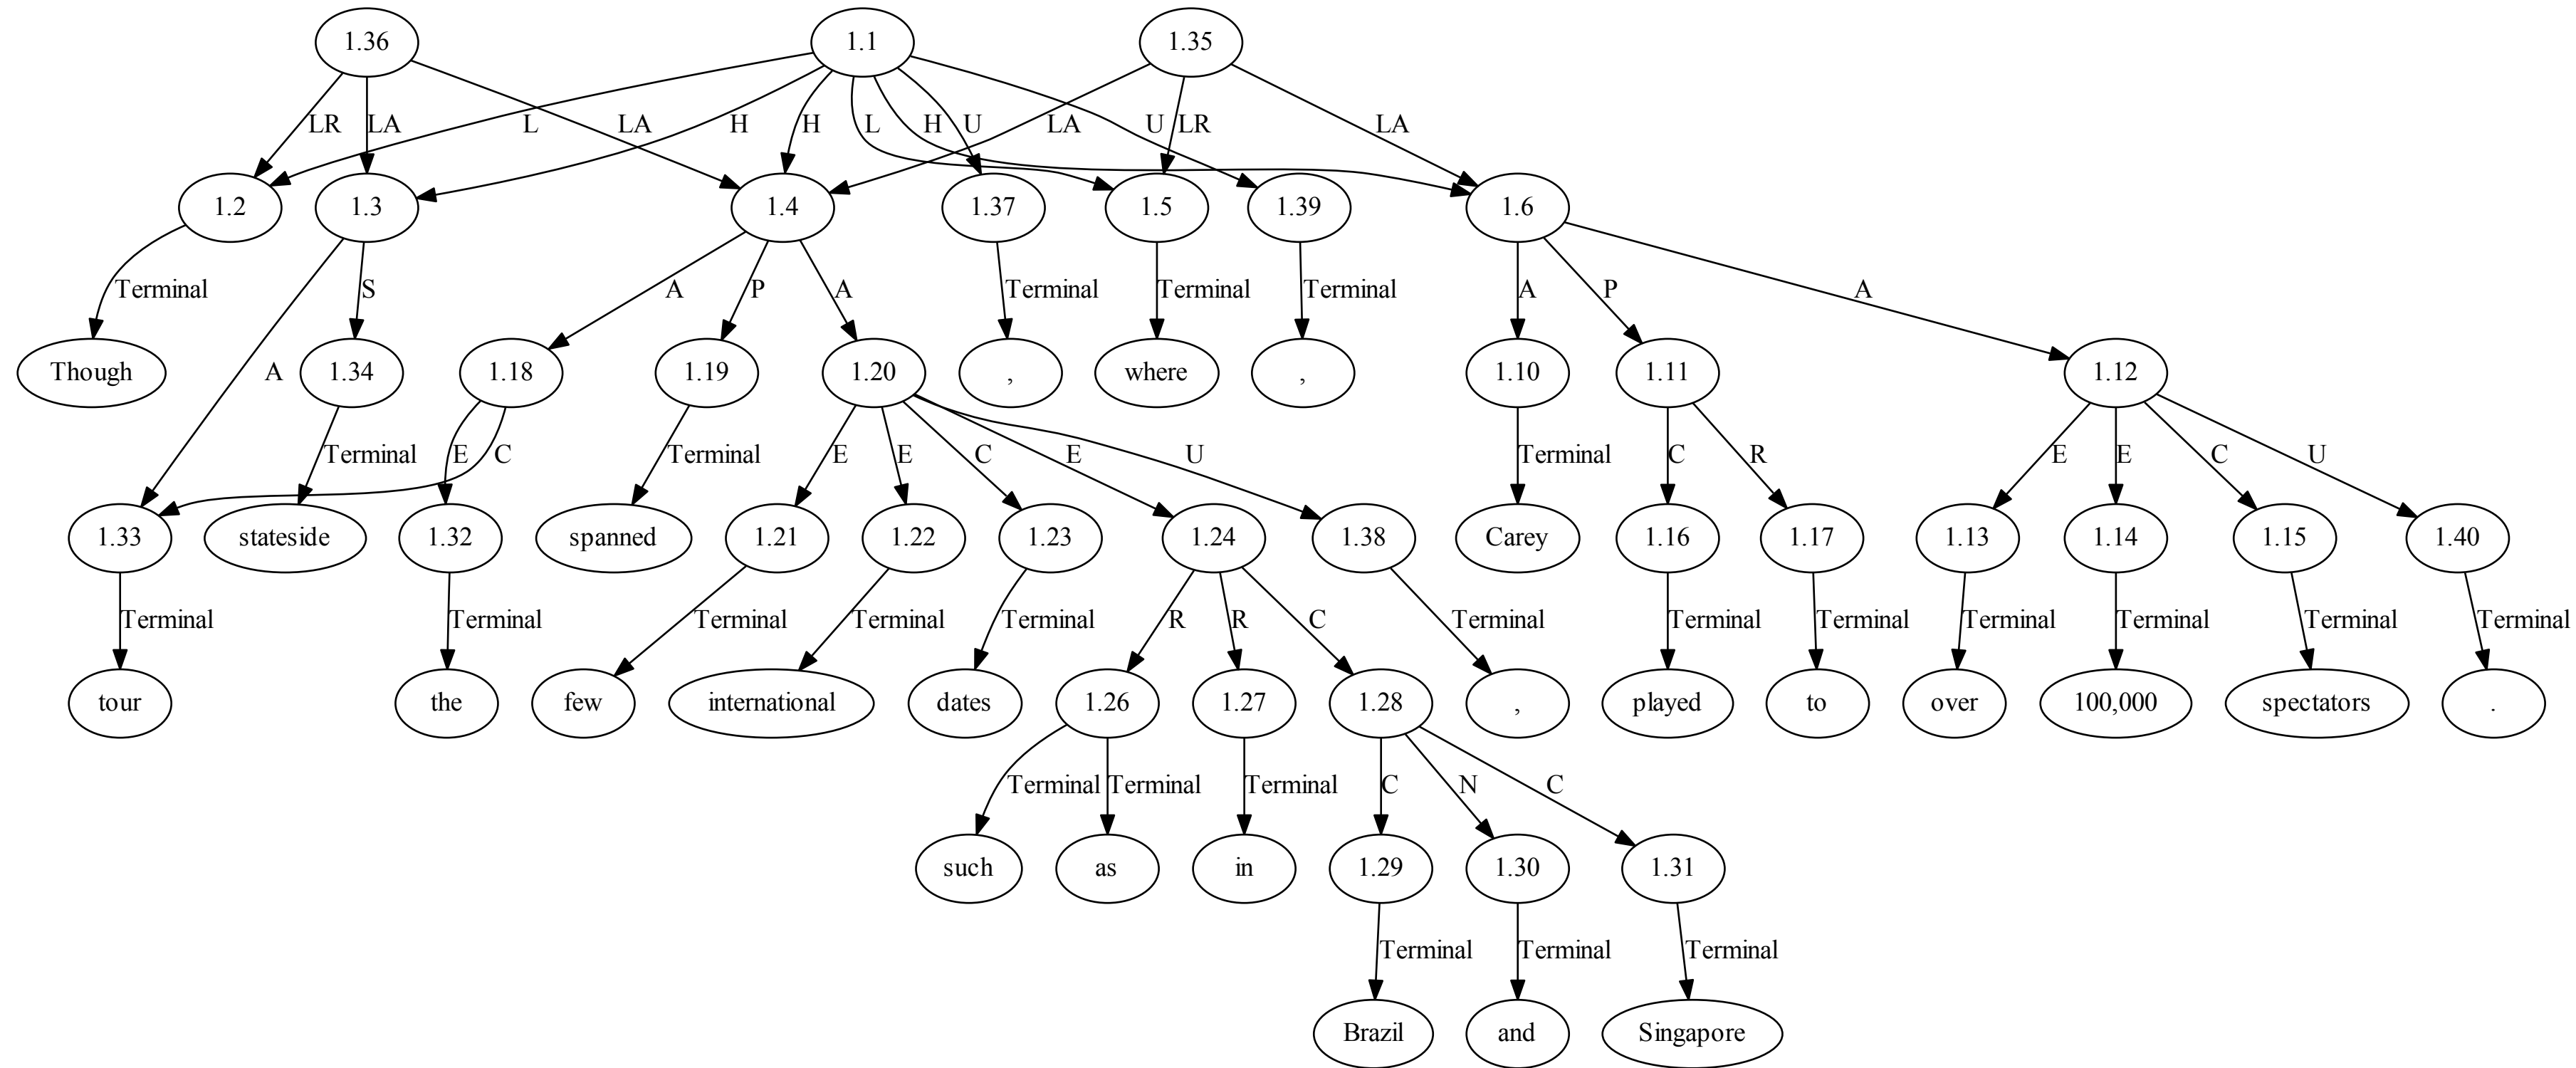 1.36 1.1 1.35
LR LA LA L H H L H U LA U LR LA
1.2 1.3 1.4 1.37 1.5 1.39 1.6
Terminal A S A P A Terminal Terminal Terminal A P A
Though 1.34 1.18 1.19 1.20 , where , 1.10 1.11 1.12
Terminal E C Terminal E E C E U Terminal C R E E C U
1.33 stateside 1.32 spanned 1.21 1.22 1.23 1.24 1.38 Carey 1.16 1.17 1.13 1.14 1.15 1.40
Terminal Terminal Terminal Terminal Terminal R R C Terminal Terminal Terminal Terminal Terminal Terminal Terminal
tour the few international dates 1.26 1.27 1.28 , played to over 100,000 spectators .
Terminal Terminal Terminal C N C
such as in 1.29 1.30 1.31
Terminal Terminal Terminal
Brazil and Singapore